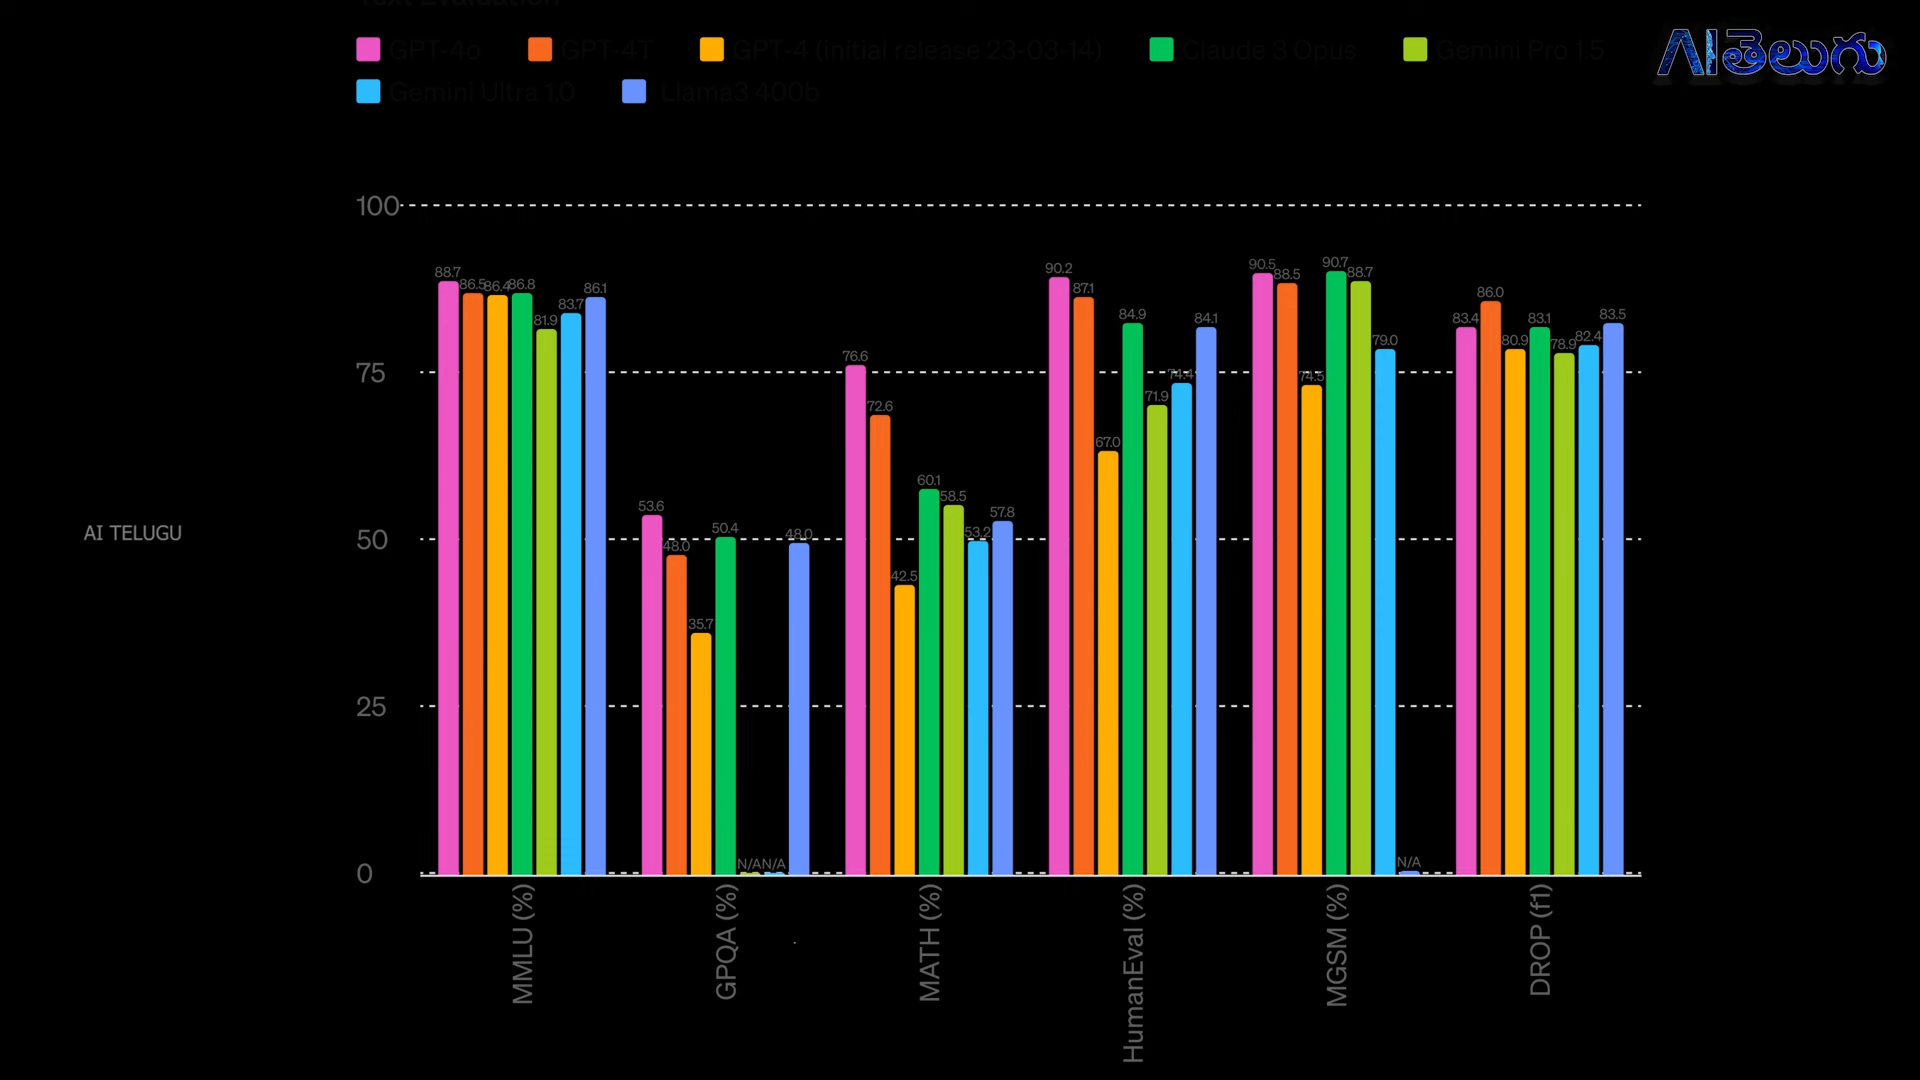 Text Evaluation
GPT-4o GPT-4T GPT-4 (initial release 23-03-14) Claude 3 Opus Gemini Pro 1.5
Gemini Ultra 1.0 Llama3 400b
AIతెలుగు
100
75
50
25
0
88.7 86.5 86.4 86.8 81.9 83.7 86.1
53.6 48.0 35.7 50.4 N/A N/A 48.0
76.6 72.6 42.5 60.1 58.5 53.2 57.8
90.2 87.1 67.0 84.9 71.9 74.4 84.1
90.5 88.5 74.5 90.7 88.7 79.0 N/A
83.4 86.0 80.9 83.1 78.9 82.4 83.5
MMLU (%)
GPQA (%)
MATH (%)
HumanEval (%)
MGSM (%)
DROP (f1)
AI TELUGU